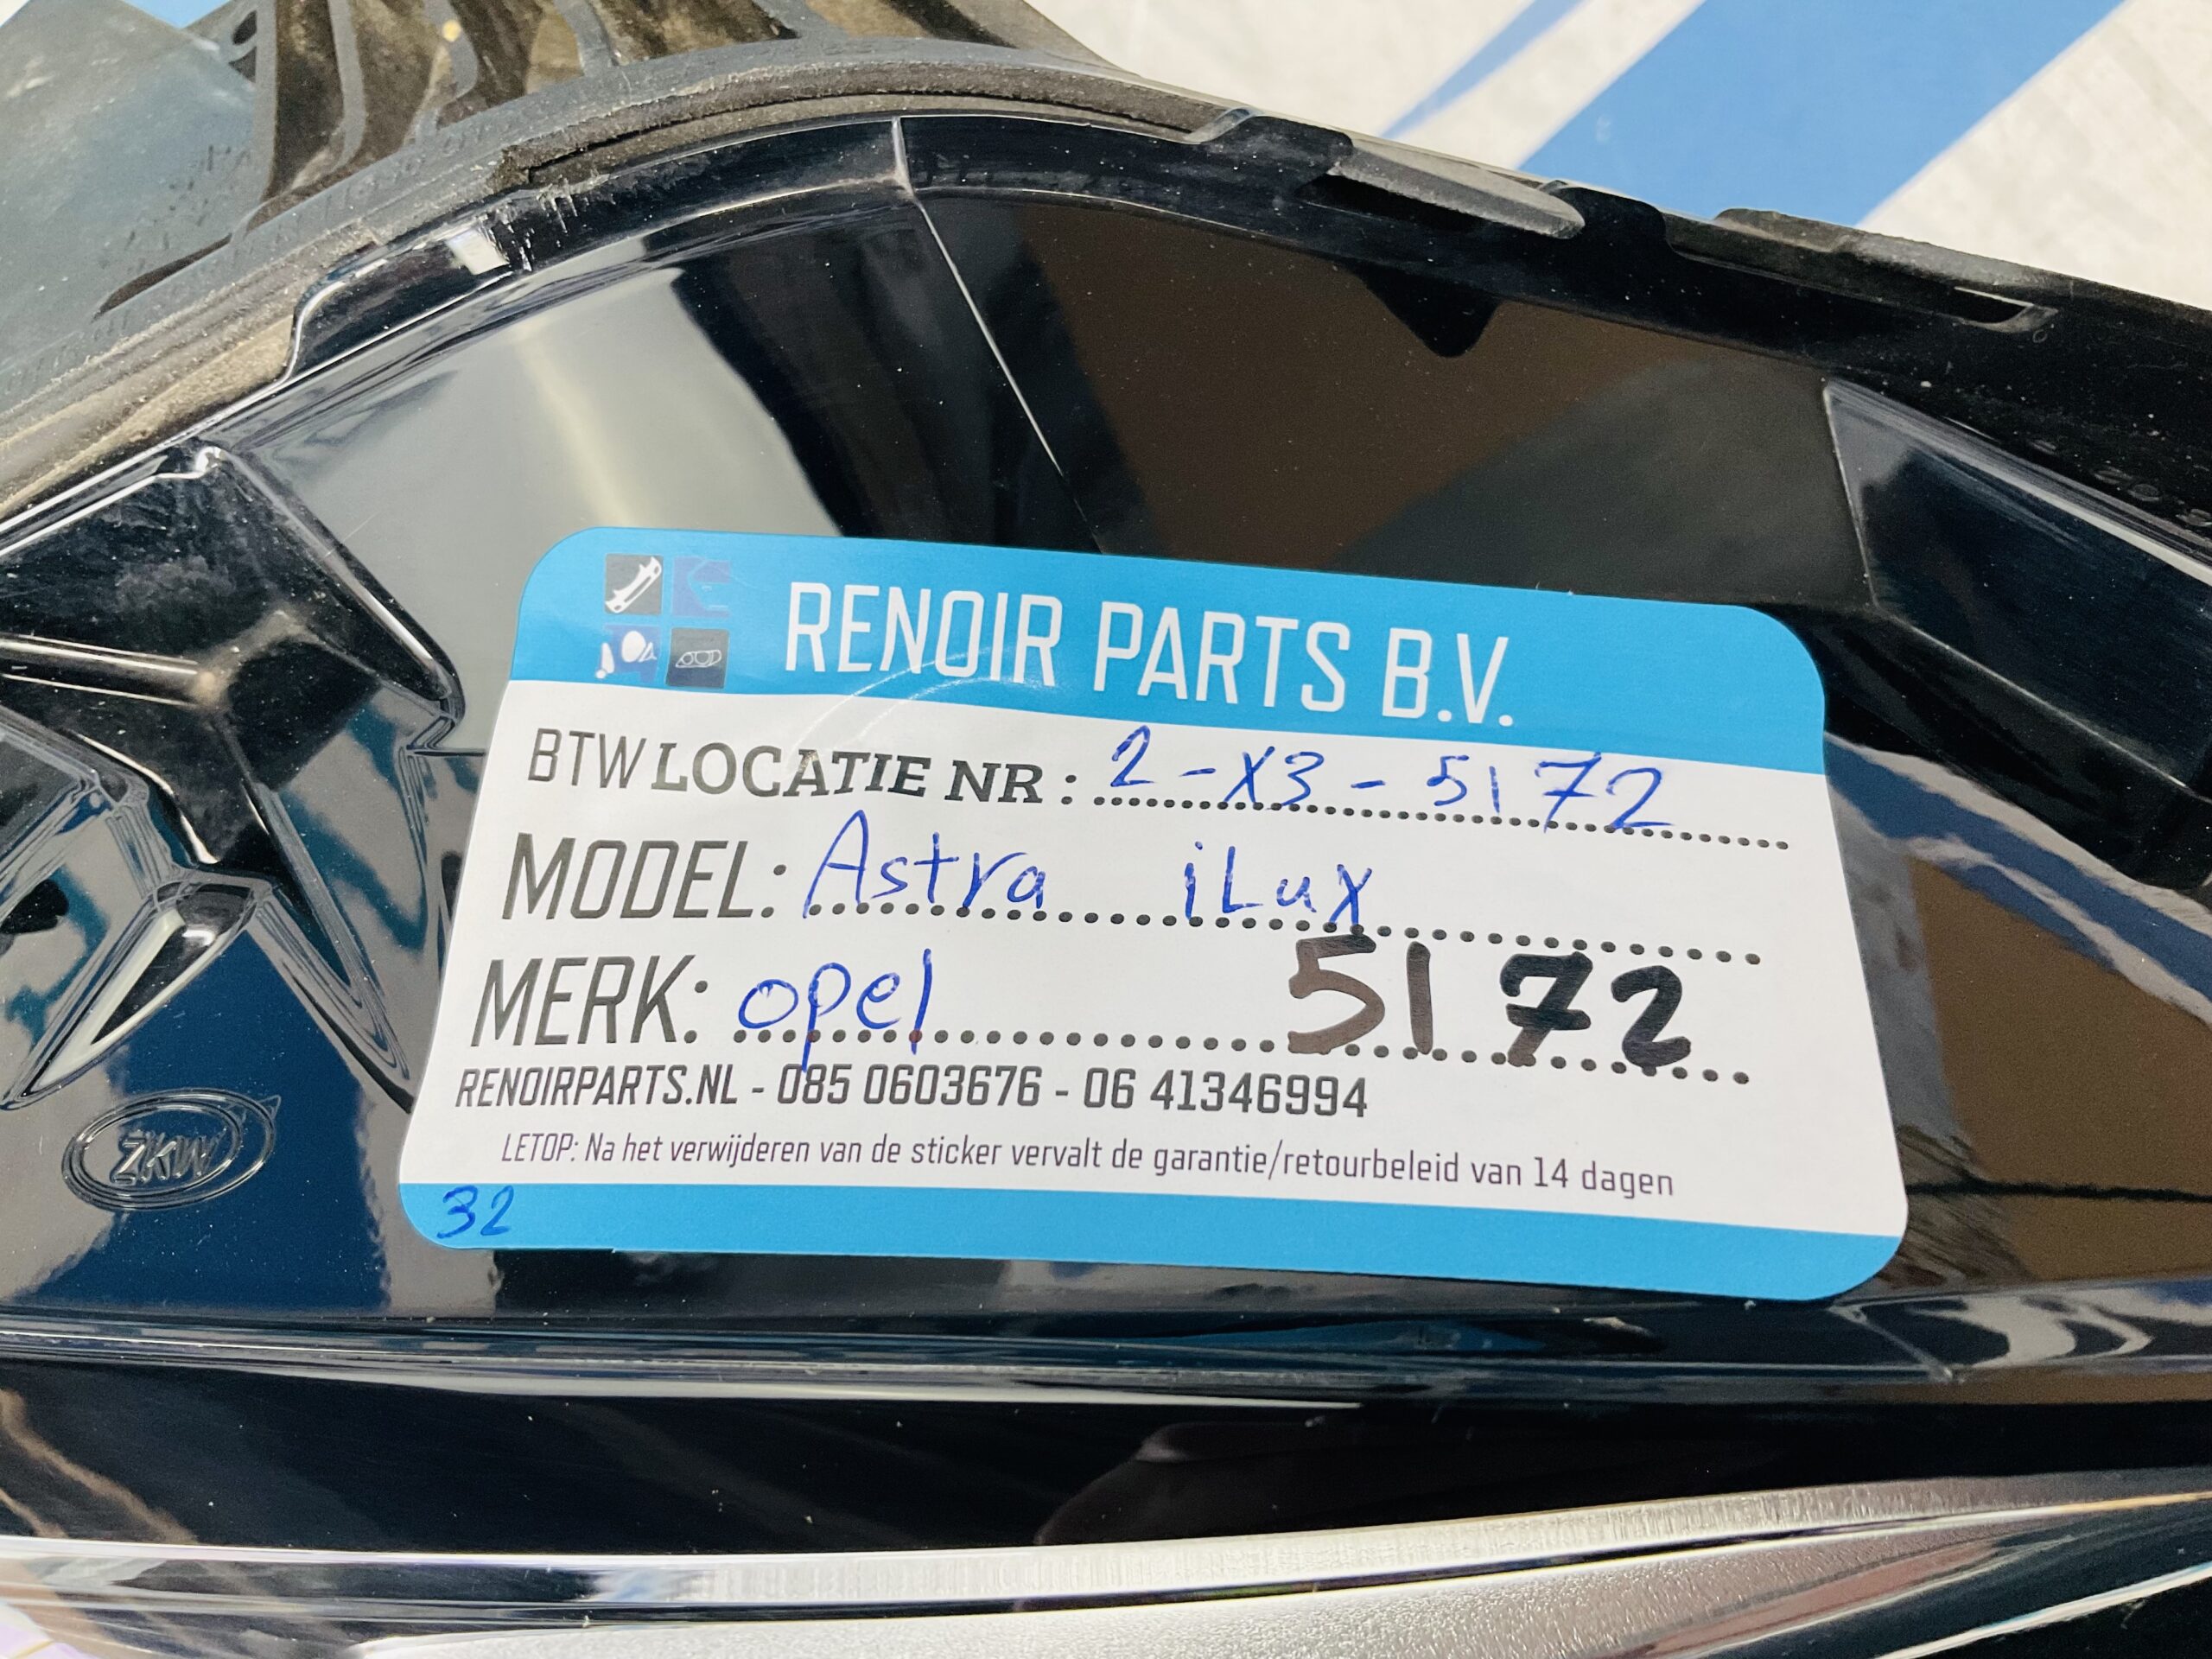 RENOIR PARTS B.V.
BTW LOCATIE NR : 2-X3-5172
MODEL: Astra iLux
MERK: opel 5172
RENOIRPARTS.NL - 085 0603676 - 06 41346994
LETOP: Na het verwijderen van de sticker vervalt de garantie/retourbeleid van 14 dagen
32
ZKW